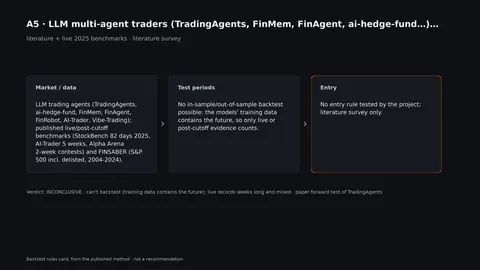 A5 · LLM multi-agent traders (TradingAgents, FinMem, FinAgent, ai-hedge-fund…)…
literature + live 2025 benchmarks · literature survey
Market / data
LLM trading agents (TradingAgents,
ai-hedge-fund, FinMem, FinAgent,
FinRobot, AI-Trader, Vibe-Trading);
published live/post-cutoff
benchmarks (StockBench 82 days 2025,
AI-Trader 5 weeks, Alpha Arena
2-week contests) and FINSABER (S&P
500 incl. delisted, 2004-2024).
›
Test periods
No in-sample/out-of-sample backtest
possible: the models' training data
contains the future, so only live or
post-cutoff evidence counts.
›
Entry
No entry rule tested by the project;
literature survey only.
Verdict: INCONCLUSIVE · can't backtest (training data contains the future); live records weeks long and mixed · paper forward test of TradingAgents
Backtest rules card, from the published method · not a recommendation.